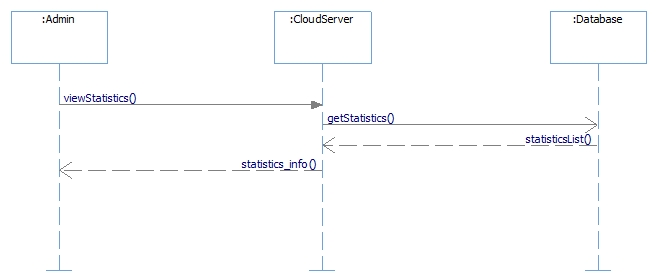 :Admin
:CloudServer
:Database
viewStatistics()
getStatistics()
statisticsList()
statistics_info()